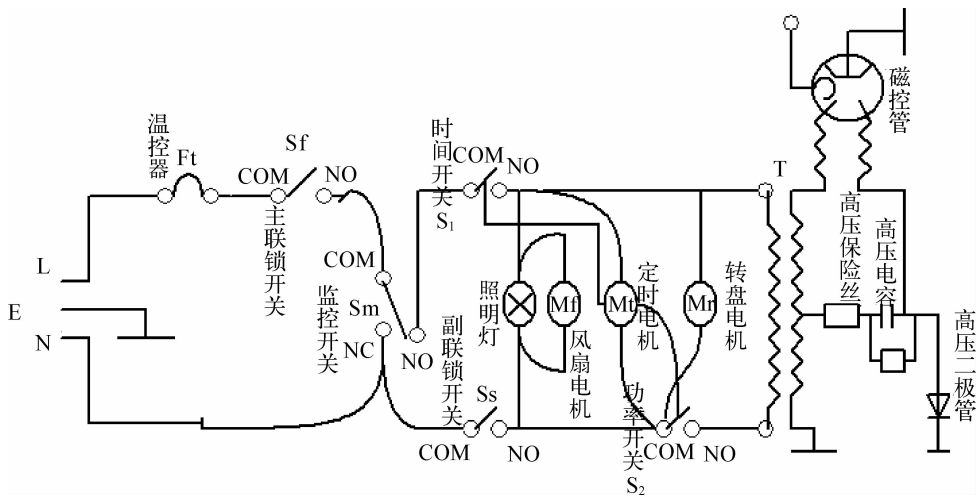 磁控管
温控器
Ft
Sf
COM
NO
主联锁开关
时间开关
S₁
COM
NO
T
高压保险丝
高压电容
高压二极管
L
E
N
COM
Sm
NC
NO
监控开关
照明灯
Mf
风扇电机
Mt
定时电机
Mr
转盘电机
副联锁开关
Ss
COM
NO
功率开关
S₂
COM
NO